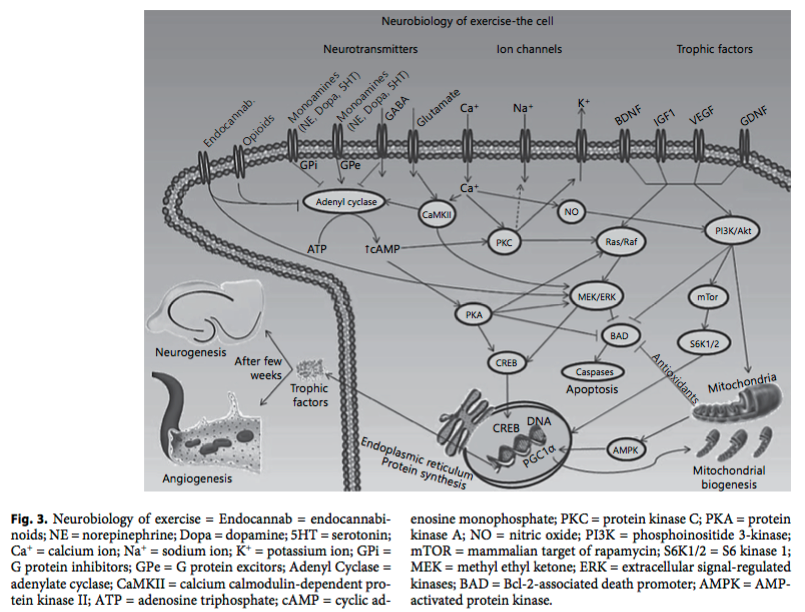 Neurobiology of exercise-the cell
Neurotransmitters
Ion channels
Trophic factors
Endocannab.
Opioids
Monoamines
(NE, Dopa, 5HT)
Monoamines
(NE, Dopa, 5HT)
GABA
Glutamate
Ca⁺
Na⁺
K⁺
BDNF
IGF1
VEGF
GDNF
GPi
GPe
Adenyl cyclase
Ca⁺
CaMKII
NO
ATP
↑cAMP
PKC
Ras/Raf
PI3K/Akt
PKA
MEK/ERK
mTor
BAD
S6K1/2
CREB
Caspases
Apoptosis
Antioxidants
Mitochondria
Neurogenesis
After few
weeks
Trophic
factors
Angiogenesis
Endoplasmic reticulum
Protein synthesis
CREB
DNA
PGC1α
AMPK
Mitochondrial
biogenesis
Fig. 3. Neurobiology of exercise = Endocannab = endocannabi-
noids; NE = norepinephrine; Dopa = dopamine; 5HT = serotonin;
Ca⁺ = calcium ion; Na⁺ = sodium ion; K⁺ = potassium ion; GPi =
G protein inhibitors; GPe = G protein excitors; Adenyl Cyclase =
adenylate cyclase; CaMKII = calcium calmodulin-dependent pro-
tein kinase II; ATP = adenosine triphosphate; cAMP = cyclic ad-
enosine monophosphate; PKC = protein kinase C; PKA = protein
kinase A; NO = nitric oxide; PI3K = phosphoinositide 3-kinase;
mTOR = mammalian target of rapamycin; S6K1/2 = S6 kinase 1;
MEK = methyl ethyl ketone; ERK = extracellular signal-regulated
kinases; BAD = Bcl-2-associated death promoter; AMPK = AMP-
activated protein kinase.